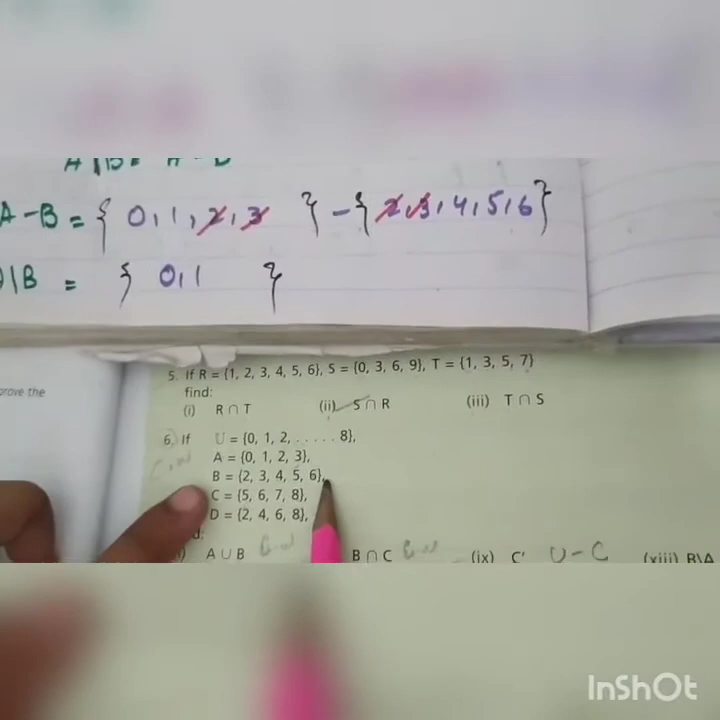 A-B = { 0, 1, 2, 3 } - { 2, 3, 4, 5, 6 }
\B = { 0, 1 }
prove the
5. If R = {1, 2, 3, 4, 5, 6}, S = {0, 3, 6, 9}, T = {1, 3, 5, 7}
find:
(i) R ∩ T (ii) S ∩ R (iii) T ∩ S
6. If U = {0, 1, 2, . . . . . 8},
A = {0, 1, 2, 3},
B = {2, 3, 4, 5, 6},
C = {5, 6, 7, 8},
D = {2, 4, 6, 8},
d:
) A ∪ B B ∩ C (ix) C' U-C (xiii) B\A
InShOt